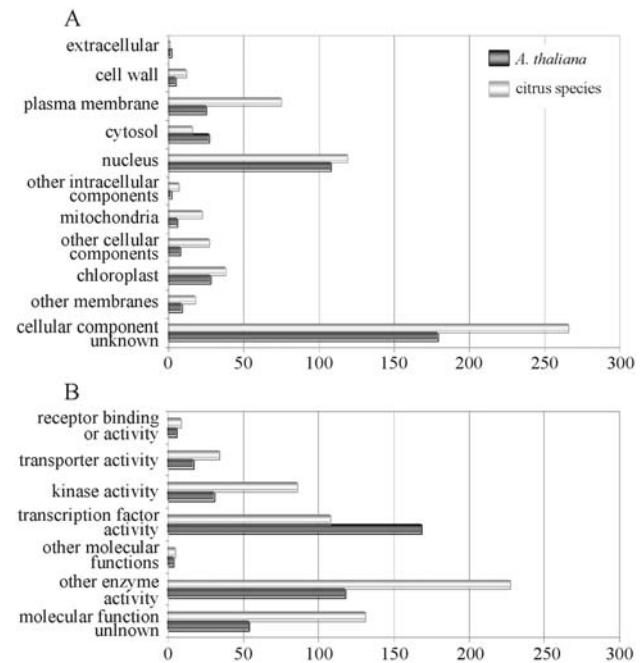 A
extracellular
cell wall
plasma membrane
cytosol
nucleus
other intracellular
components
mitochondria
other cellular
components
chloroplast
other membranes
cellular component
unknown
A. thaliana
citrus species
0 50 100 150 200 250 300
B
receptor binding
or activity
transporter activity
kinase activity
transcription factor
activity
other molecular
functions
other enzyme
activity
molecular function
unlnown
0 50 100 150 200 250 300